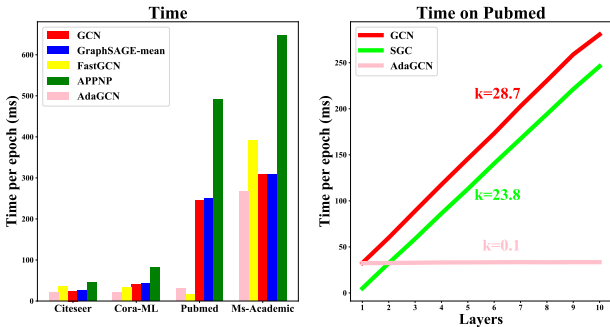 Time
Time per epoch (ms)
600
500
400
300
200
100
0
GCN
GraphSAGE-mean
FastGCN
APPNP
AdaGCN
Citeseer Cora-ML Pubmed Ms-Academic
Time on Pubmed
Time per epoch (ms)
250
200
150
100
50
0
GCN
SGC
AdaGCN
k=28.7
k=23.8
k=0.1
1 2 3 4 5 6 7 8 9 10
Layers